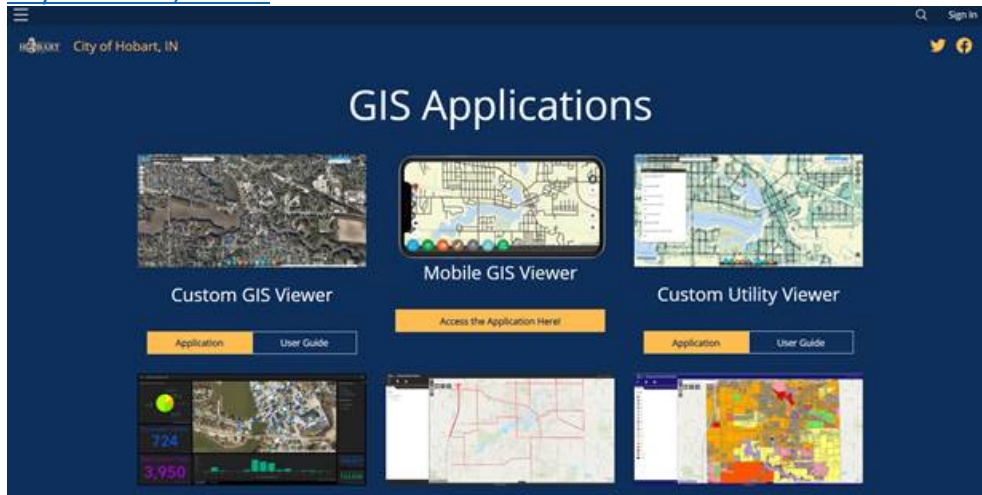 Sign In
HOBART City of Hobart, IN
GIS Applications
Custom GIS Viewer
Application User Guide
Mobile GIS Viewer
Access the Application Here!
Custom Utility Viewer
Application User Guide
724
3,950